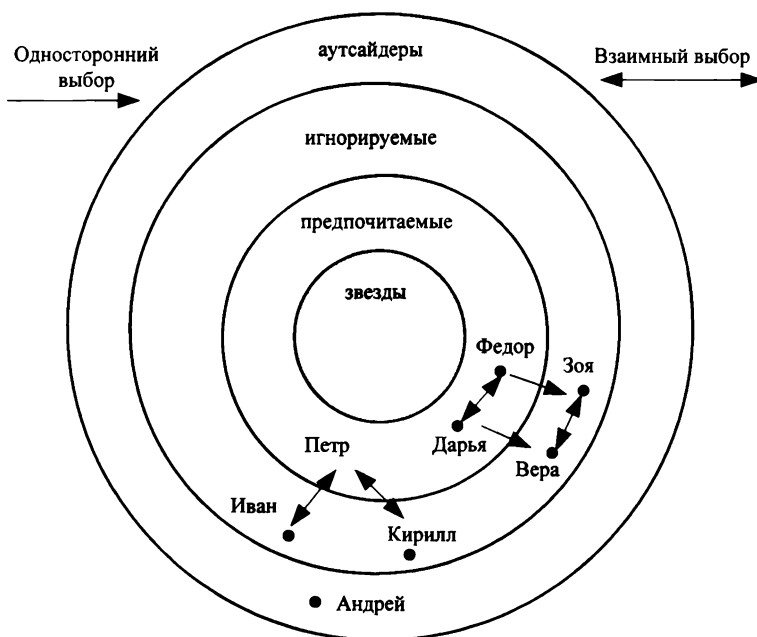 аутсайдеры
Односторонний
выбор
Взаимный выбор
игнорируемые
предпочитаемые
звезды
Федор
Зоя
Петр
Дарья
Вера
Иван
Кирилл
Андрей